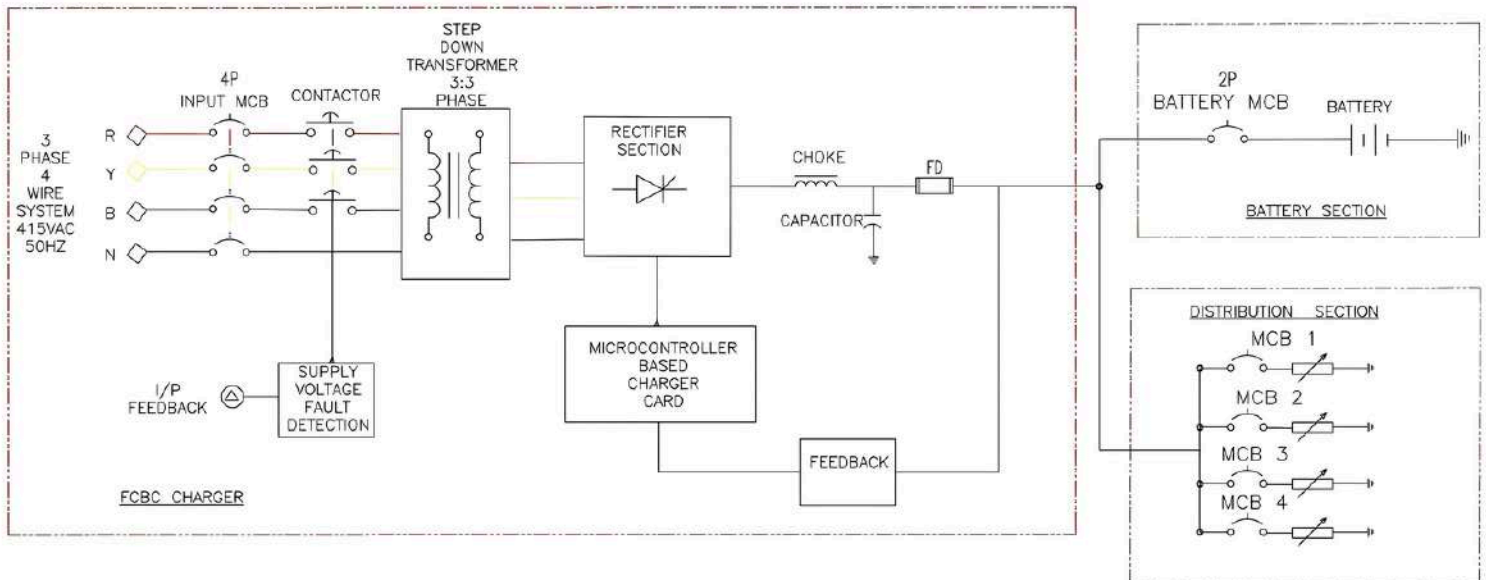 STEP
DOWN
TRANSFORMER
3:3
PHASE
4P
INPUT MCB
CONTACTOR
3
PHASE
4
WIRE
SYSTEM
415VAC
50HZ
R
Y
B
N
RECTIFIER
SECTION
CHOKE
FD
CAPACITOR
MICROCONTROLLER
BASED
CHARGER
CARD
SUPPLY
VOLTAGE
FAULT
DETECTION
I/P
FEEDBACK
FEEDBACK
FCBC CHARGER
2P
BATTERY MCB
BATTERY
BATTERY SECTION
DISTRIBUTION SECTION
MCB 1
MCB 2
MCB 3
MCB 4